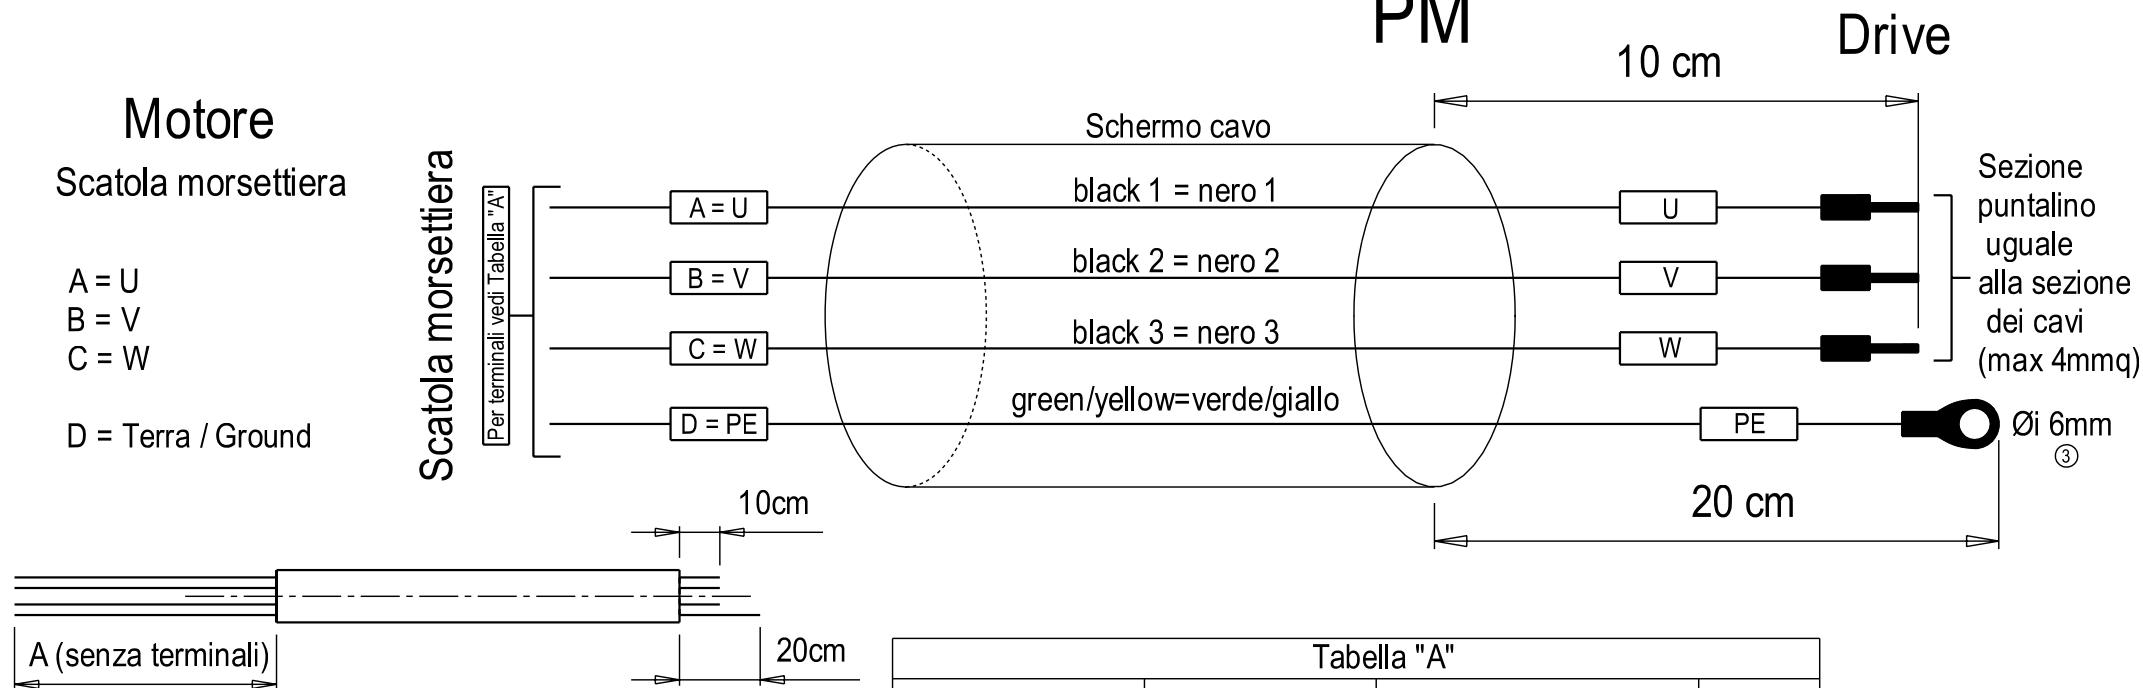 PM
Drive
10 cm
Motore
Scatola morsettiera
A = U
B = V
C = W
D = Terra / Ground
Scatola morsettiera
Per terminali vedi Tabella "A"
Schermo cavo
A = U
black 1 = nero 1
U
B = V
black 2 = nero 2
V
C = W
black 3 = nero 3
W
D = PE
green/yellow=verde/giallo
PE
Sezione
puntalino
uguale
alla sezione
dei cavi
(max 4mmq)
Øi 6mm
3
20 cm
10cm
A (senza terminali)
20cm
Tabella "A"